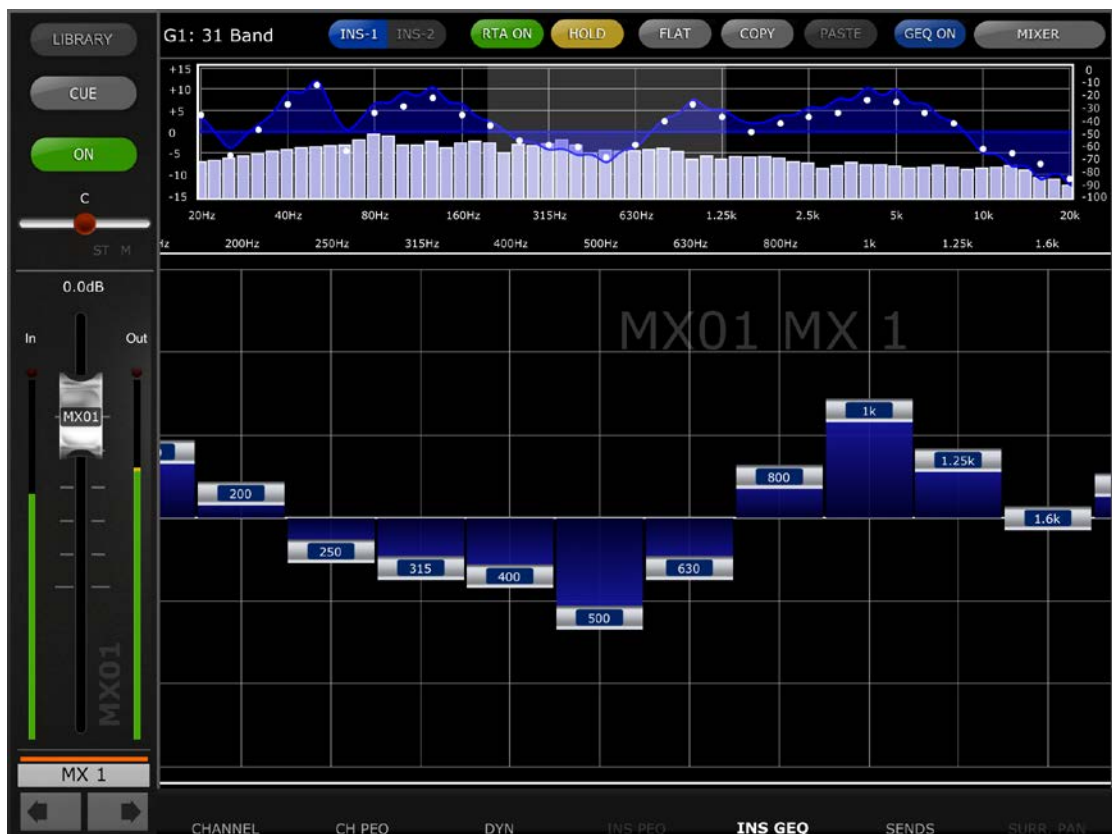 LIBRARY
G1: 31 Band
INS-1 INS-2
RTA ON
HOLD
FLAT
COPY
PASTE
GEQ ON
MIXER
CUE
ON
C
ST M
0.0dB
In
Out
MX01
MX01
MX 1
+15
+10
+5
0
-5
-10
-15
0
-10
-20
-30
-40
-50
-60
-70
-80
-90
-100
20Hz 40Hz 80Hz 160Hz 315Hz 630Hz 1.25k 2.5k 5k 10k 20k
Hz 200Hz 250Hz 315Hz 400Hz 500Hz 630Hz 800Hz 1k 1.25k 1.6k
MX01 MX 1
200
250
315
400
500
630
800
1k
1.25k
1.6k
CHANNEL CH PEQ DYN INS PEQ INS GEQ SENDS SURR. PAN